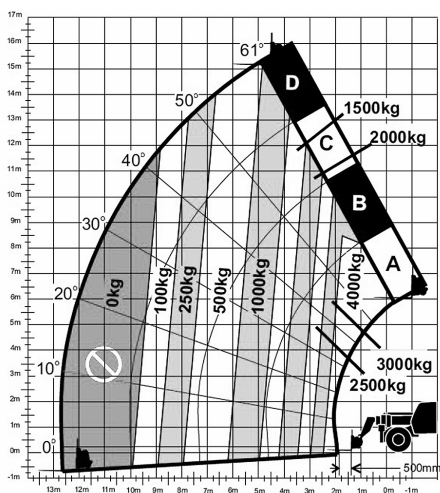 17m
16m
15m
14m
13m
12m
11m
10m
9m
8m
7m
6m
5m
4m
3m
2m
1m
0m
-1m
61°
50°
40°
30°
20°
10°
0°
D
C
B
A
1500kg
2000kg
0kg
100kg
250kg
500kg
1000kg
4000kg
3000kg
2500kg
500mm
13m 12m 11m 10m 9m 8m 7m 6m 5m 4m 3m 2m 1m 0m -1m